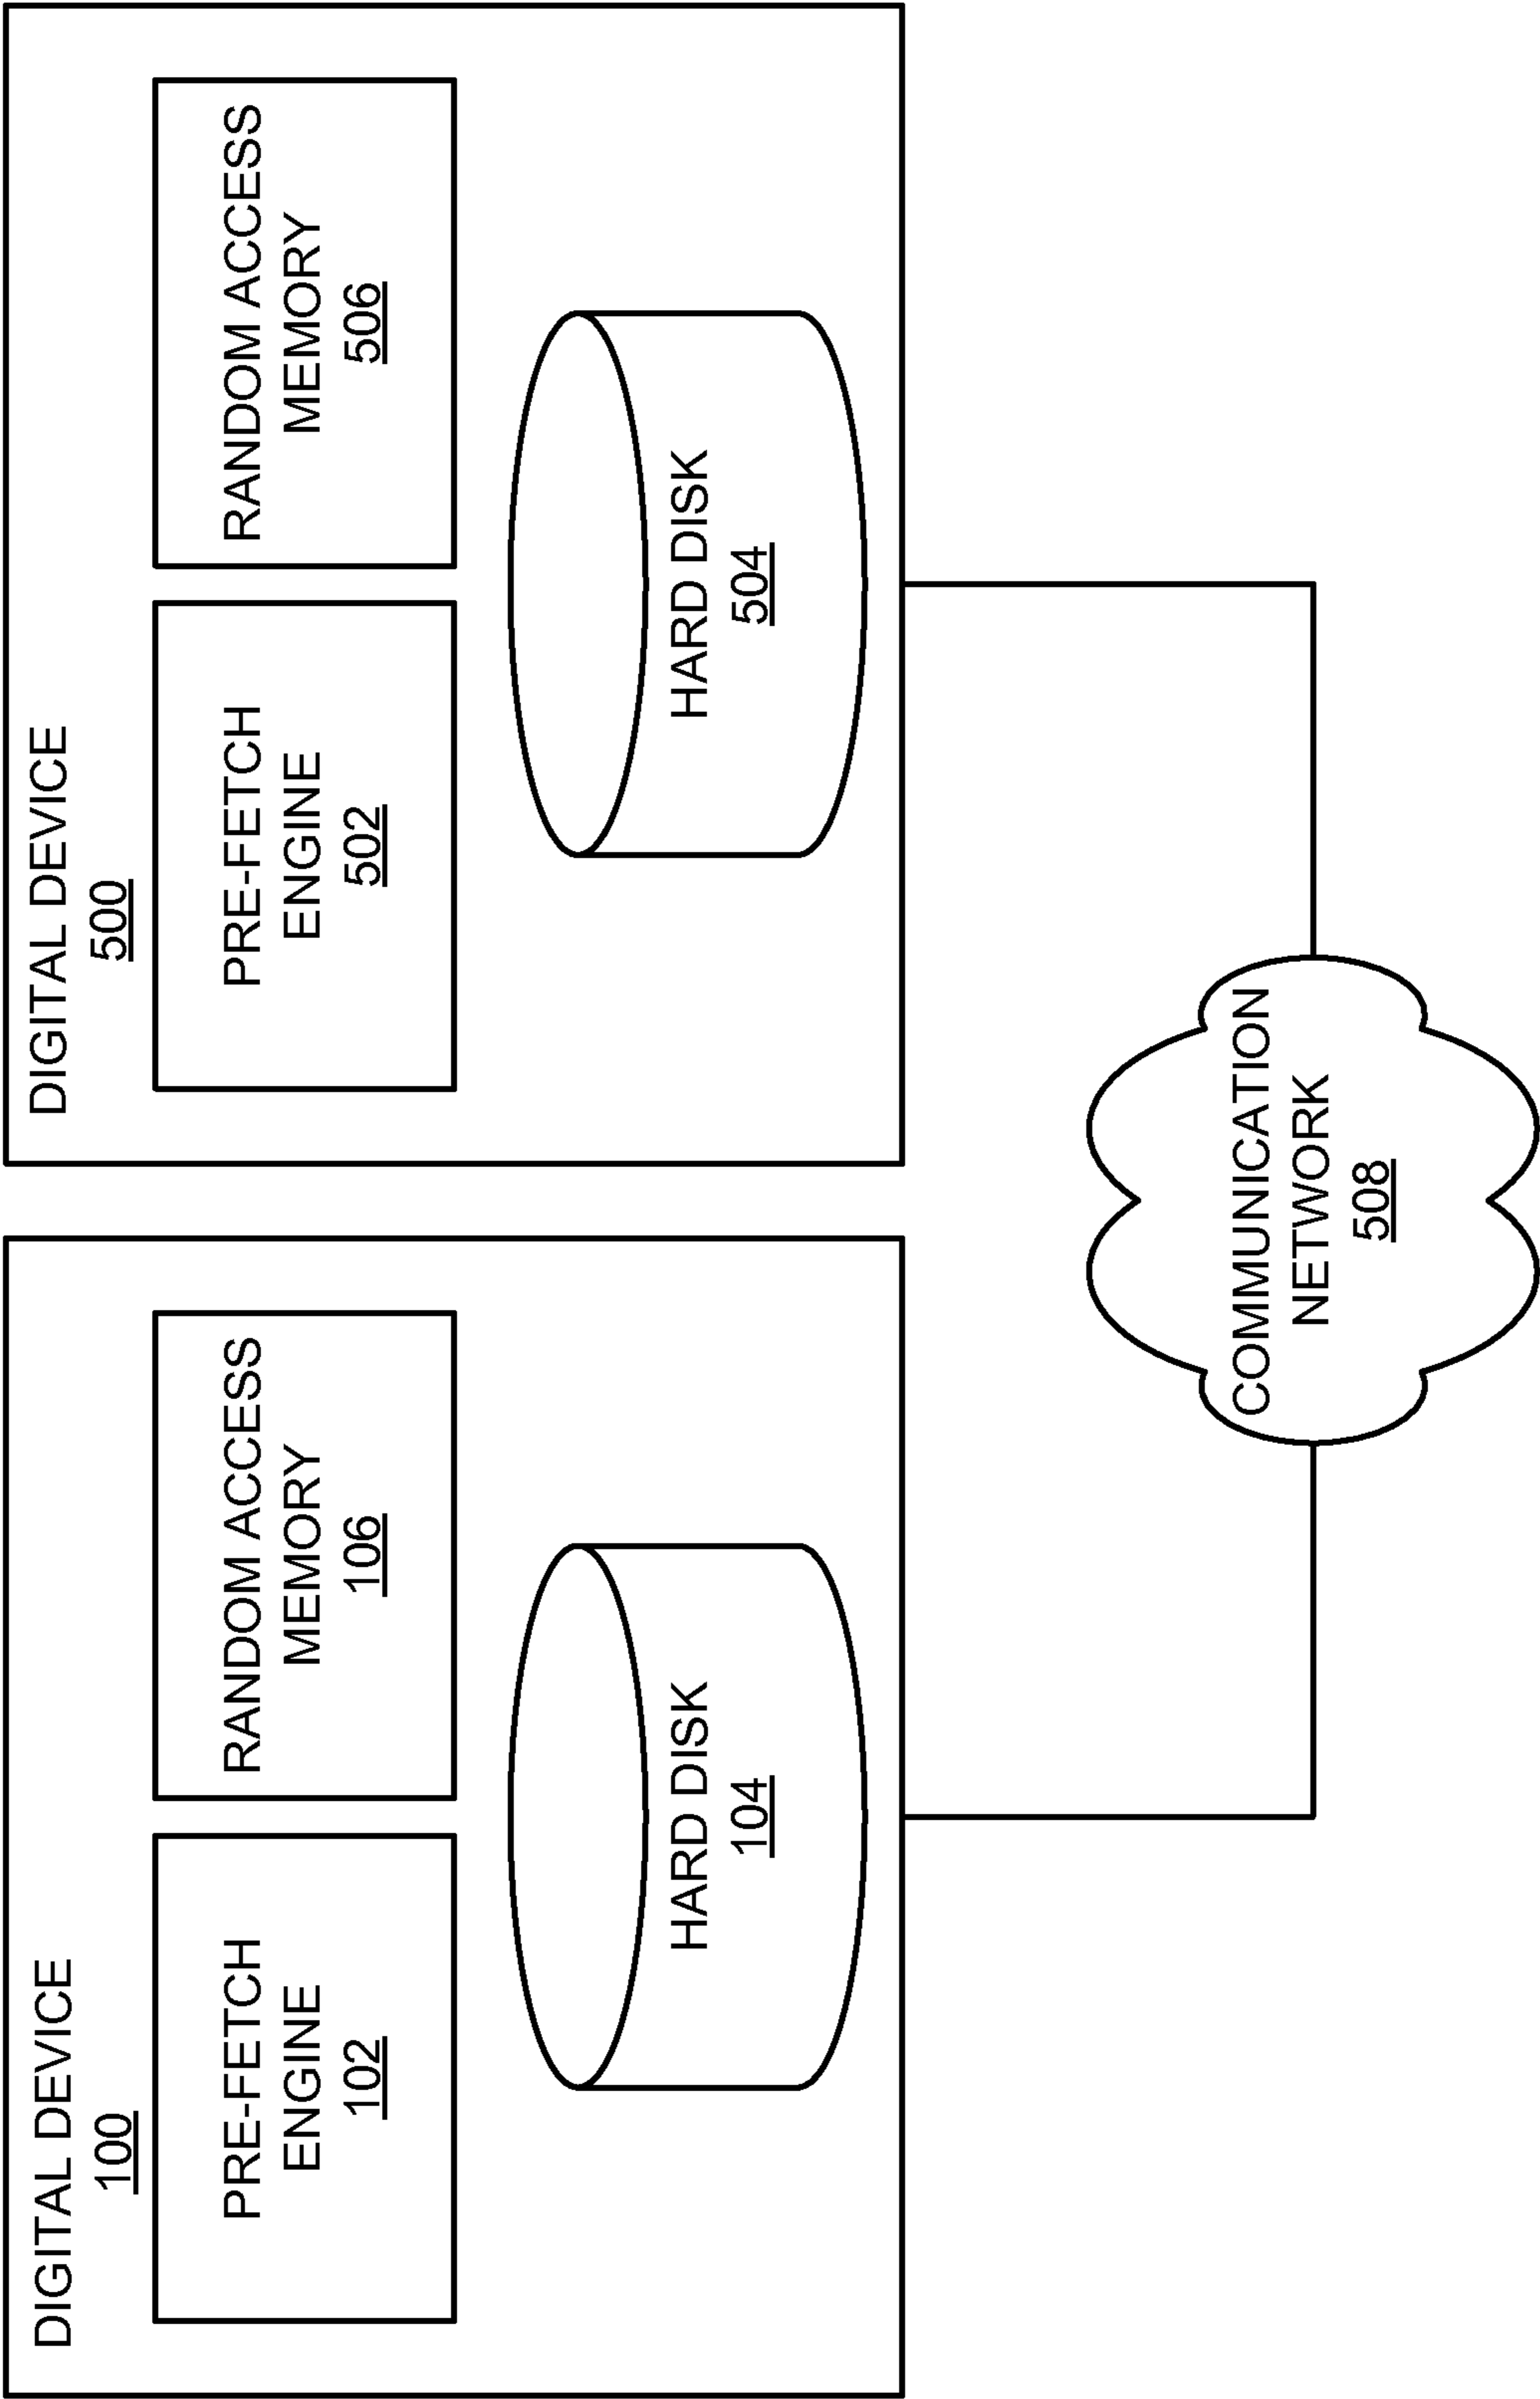 DIGITAL DEVICE
100
PRE-FETCH
ENGINE
102
RANDOM ACCESS
MEMORY
106
HARD DISK
104
DIGITAL DEVICE
500
PRE-FETCH
ENGINE
502
RANDOM ACCESS
MEMORY
506
HARD DISK
504
COMMUNICATION
NETWORK
508